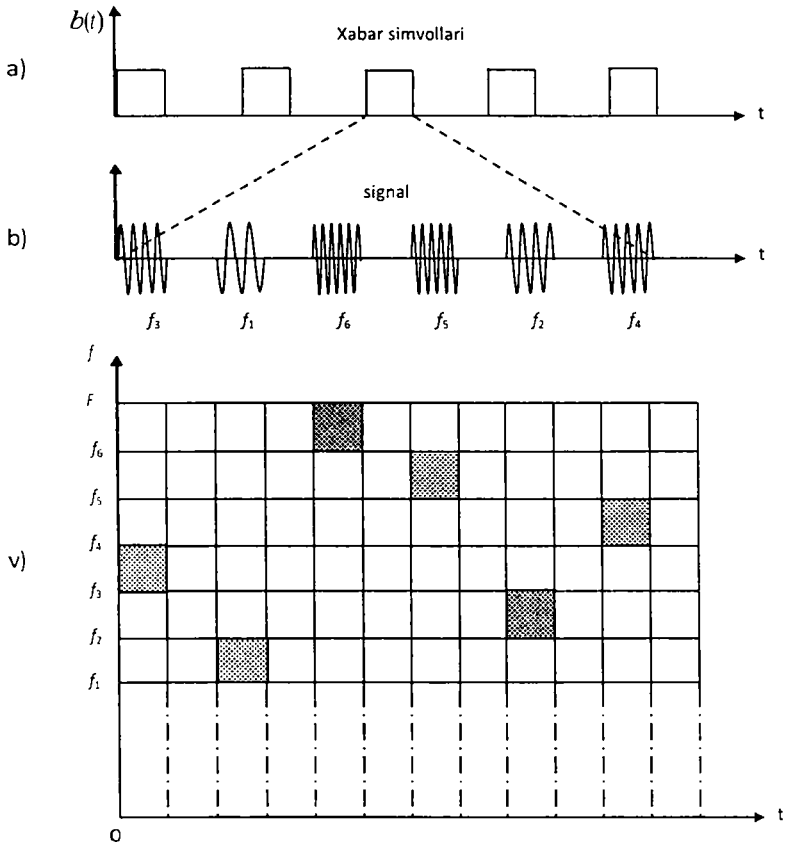 b(t)
Xabar simvollari
a)
t
signal
b)
t
f₃ f₁ f₆ f₅ f₂ f₄
f
F
f₆
f₅
f₄
v)
f₃
f₂
f₁
t
0